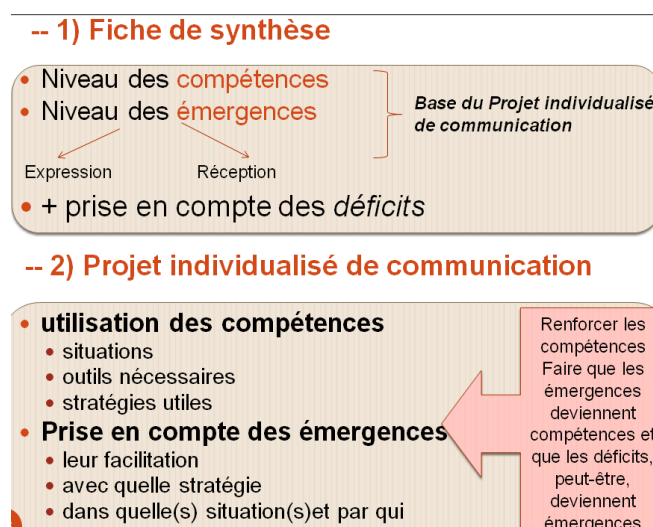 -- 1) Fiche de synthèse
• Niveau des compétences
• Niveau des émergences
Base du Projet individualisé
de communication
Expression
Réception
• + prise en compte des déficits
-- 2) Projet individualisé de communication
• utilisation des compétences
• situations
• outils nécessaires
• stratégies utiles
• Prise en compte des émergences
• leur facilitation
• avec quelle stratégie
• dans quelle(s) situation(s)et par qui
Renforcer les
compétences
Faire que les
émergences
deviennent
compétences et
que les déficits,
peut-être,
deviennent
émergences